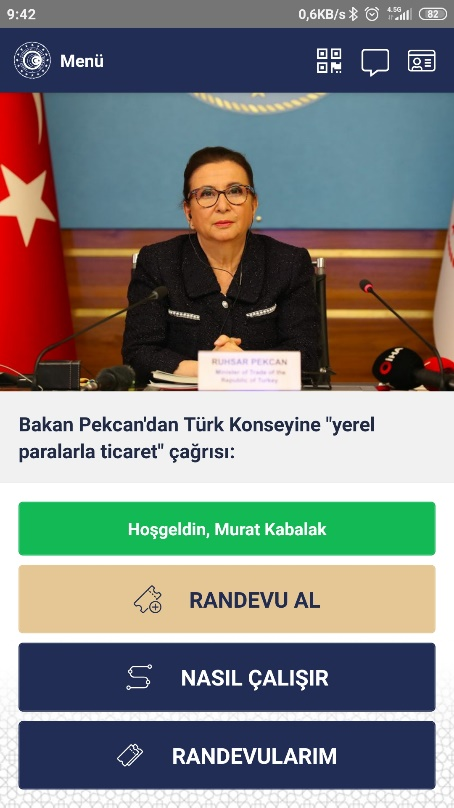 9:42
0,6KB/s
4.5G
82
Menü
RUHSAR PEKCAN
Minister of Trade of the
Republic of Turkey
Bakan Pekcan'dan Türk Konseyine "yerel
paralarla ticaret" çağrısı:
Hoşgeldin, Murat Kabalak
RANDEVU AL
NASIL ÇALIŞIR
RANDEVULARIM